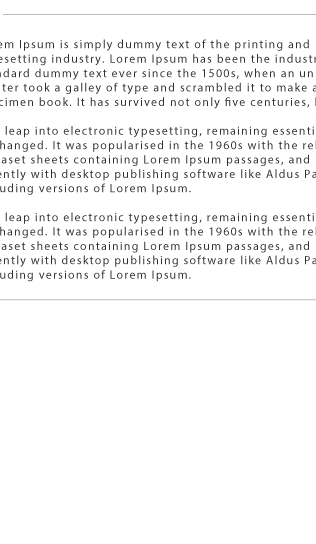 em Ipsum is simply dummy text of the printing and
esetting industry. Lorem Ipsum has been the industr
ndard dummy text ever since the 1500s, when an un
ter took a galley of type and scrambled it to make a
cimen book. It has survived not only five centuries,
leap into electronic typesetting, remaining essenti
hanged. It was popularised in the 1960s with the rel
aset sheets containing Lorem Ipsum passages, and
ently with desktop publishing software like Aldus Pa
uding versions of Lorem Ipsum.
leap into electronic typesetting, remaining essenti
hanged. It was popularised in the 1960s with the rel
aset sheets containing Lorem Ipsum passages, and
ently with desktop publishing software like Aldus Pa
uding versions of Lorem Ipsum.